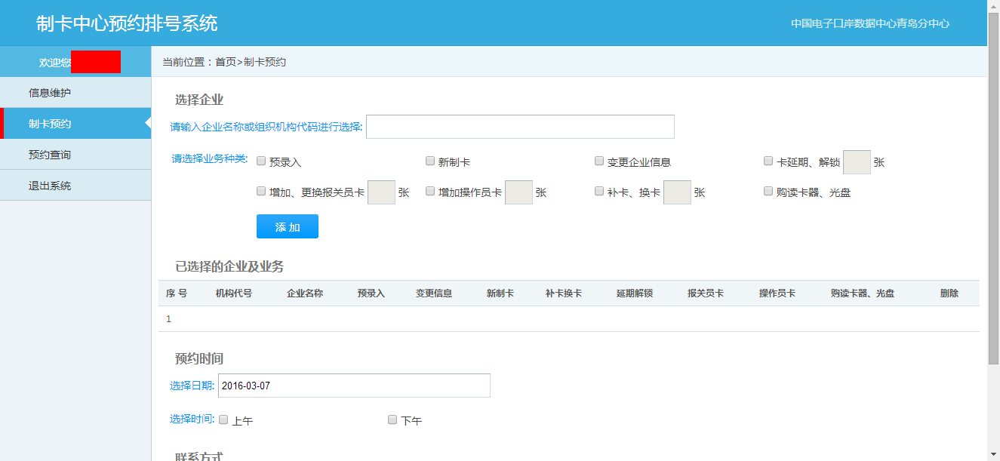 制卡中心预约排号系统
中国电子口岸数据中心青岛分中心
欢迎您
当前位置：首页>制卡预约
信息维护
制卡预约
预约查询
退出系统
选择企业
请输入企业名称或组织机构代码进行选择:
请选择业务种类: 预录入 新制卡 变更企业信息 卡延期、解锁 张
增加、更换报关员卡 张 增加操作员卡 张 补卡、换卡 张 购读卡器、光盘
添 加
已选择的企业及业务
序 号 机构代号 企业名称 预录入 变更信息 新制卡 补卡换卡 延期解锁 报关员卡 操作员卡 购读卡器、光盘 删除
1
预约时间
选择日期: 2016-03-07
选择时间: 上午 下午
联系方式